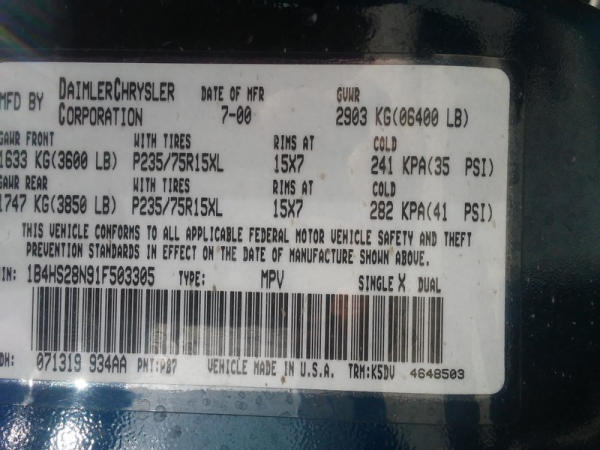 MFD BY DAIMLERCHRYSLER CORPORATION DATE OF MFR 7-00 GVWR 2903 KG(06400 LB)
GAWR FRONT WITH TIRES RIMS AT COLD
1633 KG(3600 LB) P235/75R15XL 15X7 241 KPA(35 PSI)
GAWR REAR WITH TIRES RIMS AT COLD
1747 KG(3850 LB) P235/75R15XL 15X7 282 KPA(41 PSI)
THIS VEHICLE CONFORMS TO ALL APPLICABLE FEDERAL MOTOR VEHICLE SAFETY AND THEFT
PREVENTION STANDARDS IN EFFECT ON THE DATE OF MANUFACTURE SHOWN ABOVE.
IN: 1B4HS28N91F503305 TYPE: MPV SINGLE X DUAL
DH: 071319 934AA PNT:PB7 VEHICLE MADE IN U.S.A. TRM:K5DV 4648503